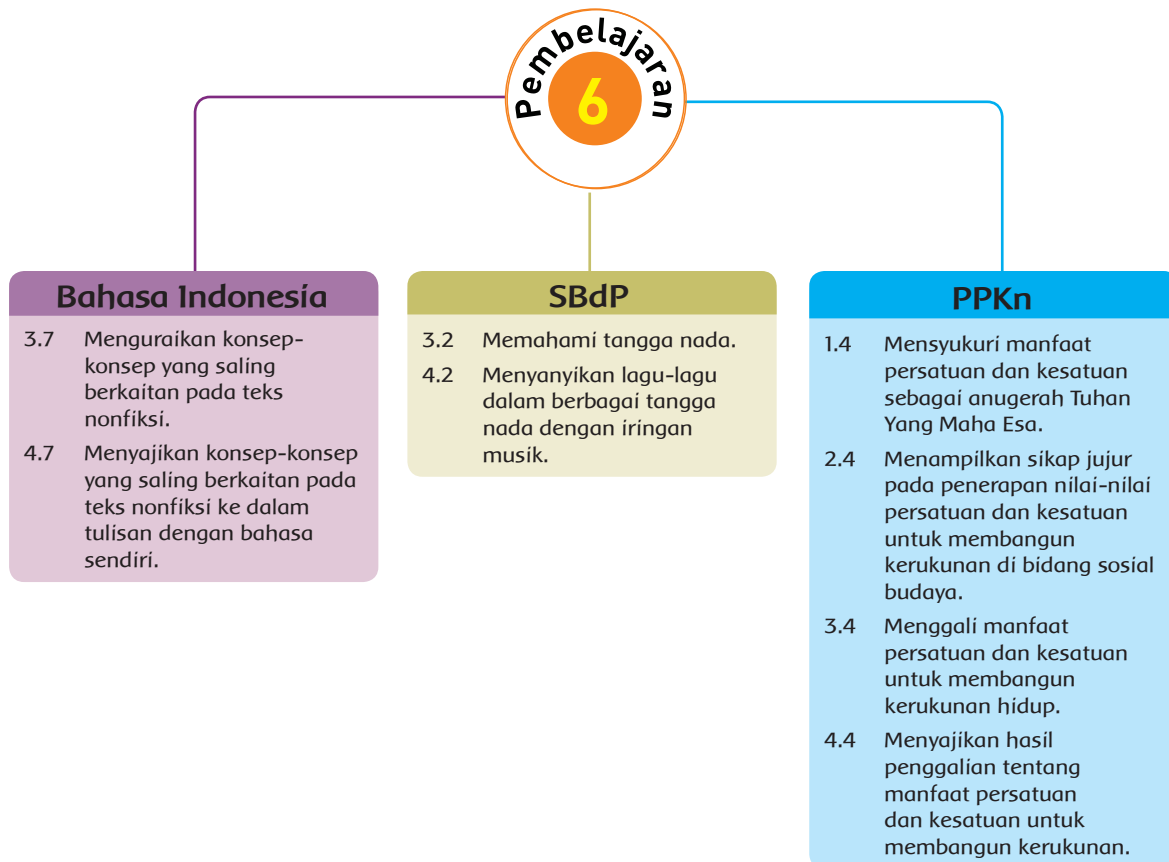 Pembelajaran
6
Bahasa Indonesia
3.7 Menguraikan konsep-
konsep yang saling
berkaitan pada teks
nonfiksi.
4.7 Menyajikan konsep-konsep
yang saling berkaitan pada
teks nonfiksi ke dalam
tulisan dengan bahasa
sendiri.
SBdP
3.2 Memahami tangga nada.
4.2 Menyanyikan lagu-lagu
dalam berbagai tangga
nada dengan iringan
musik.
PPKn
1.4 Mensyukuri manfaat
persatuan dan kesatuan
sebagai anugerah Tuhan
Yang Maha Esa.
2.4 Menampilkan sikap jujur
pada penerapan nilai-nilai
persatuan dan kesatuan
untuk membangun
kerukunan di bidang sosial
budaya.
3.4 Menggali manfaat
persatuan dan kesatuan
untuk membangun
kerukunan hidup.
4.4 Menyajikan hasil
penggalian tentang
manfaat persatuan
dan kesatuan untuk
membangun kerukunan.